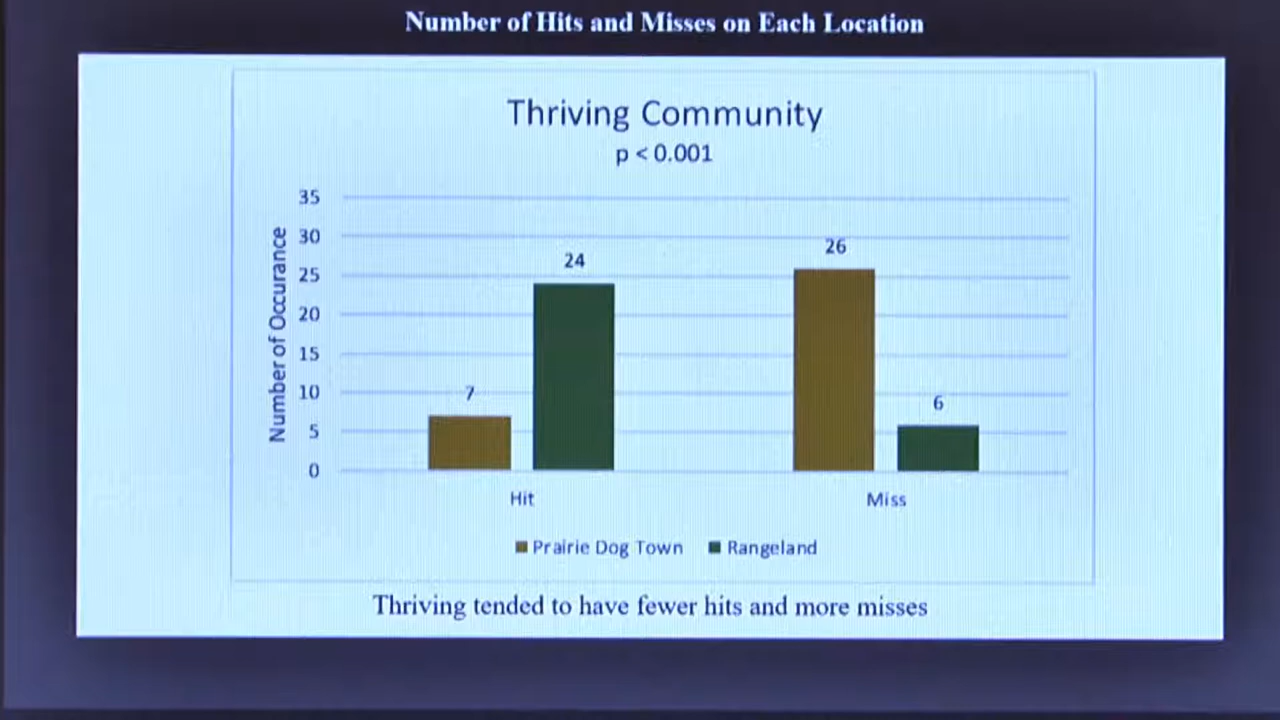 Number of Hits and Misses on Each Location
Thriving Community
p < 0.001
35
30
25
20
15
10
5
0
Number of Occurance
7
24
26
6
Hit
Miss
Prairie Dog Town
Rangeland
Thriving tended to have fewer hits and more misses